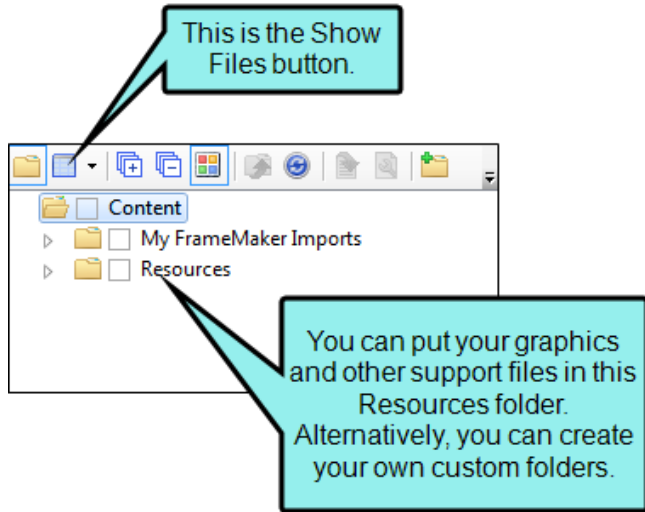 This is the Show
Files button.
Content
My FrameMaker Imports
Resources
You can put your graphics
and other support files in this
Resources folder.
Alternatively, you can create
your own custom folders.